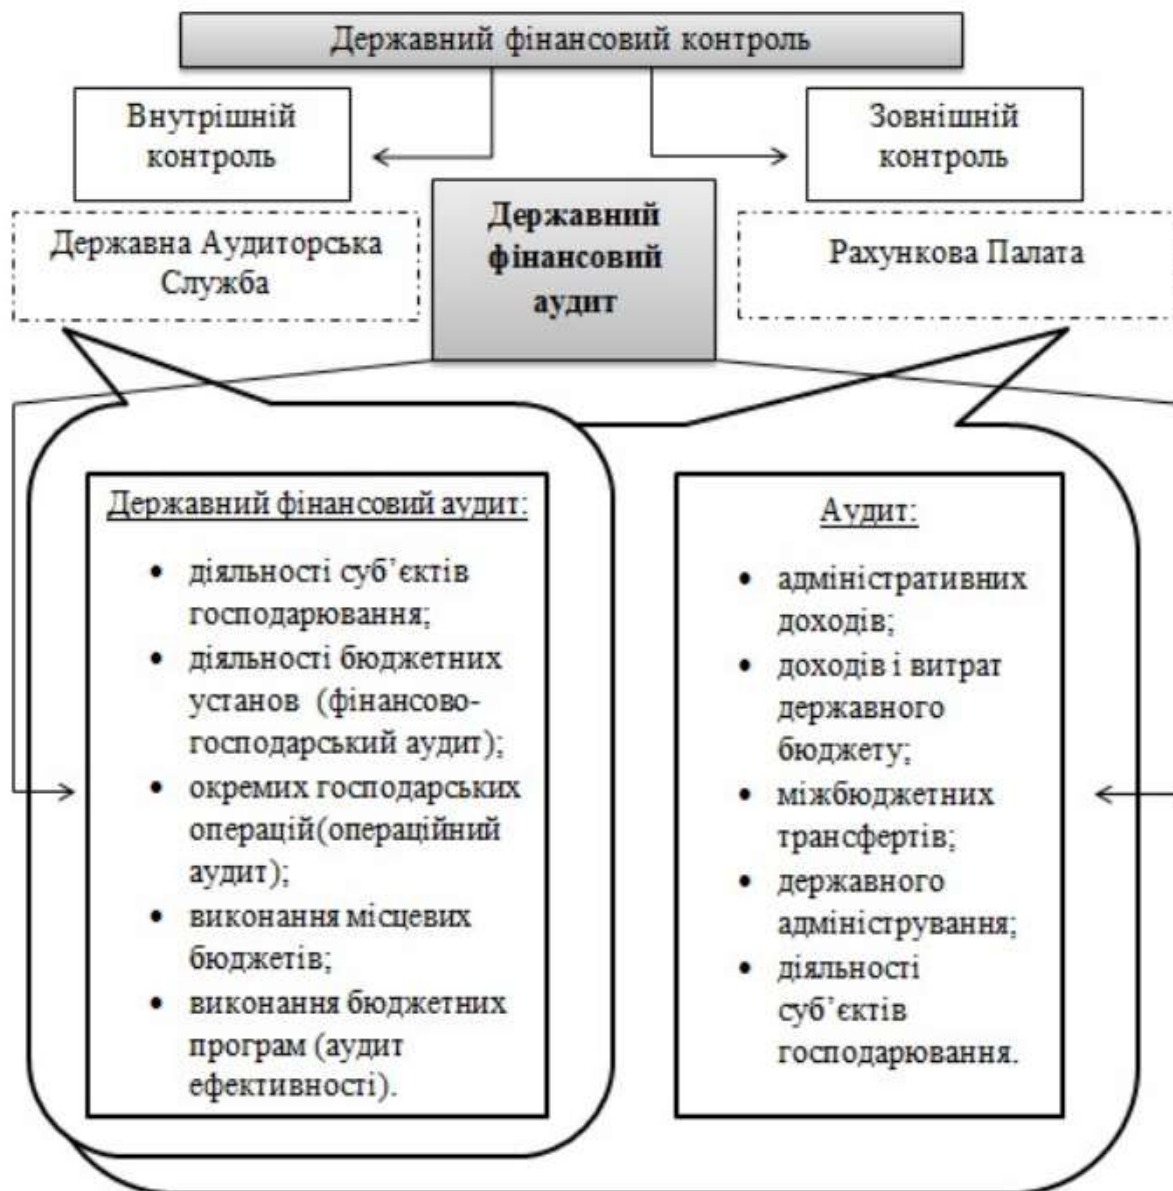 Державний фінансовий контроль
Внутрішній
контроль
Зовнішній
контроль
Державний
фінансовий
аудит
Державна Аудиторська
Служба
Рахункова Палата
Державний фінансовий аудит:
• діяльності суб’єктів
господарювання;
• діяльності бюджетних
установ (фінансово-
господарський аудит);
• окремих господарських
операцій(операційний
аудит);
• виконання місцевих
бюджетів;
• виконання бюджетних
програм (аудит
ефективності).
Аудит:
• адміністративних
доходів;
• доходів і витрат
державного
бюджету;
• міжбюджетних
трансфертів;
• державного
адміністрування;
• діяльності
суб’єктів
господарювання.